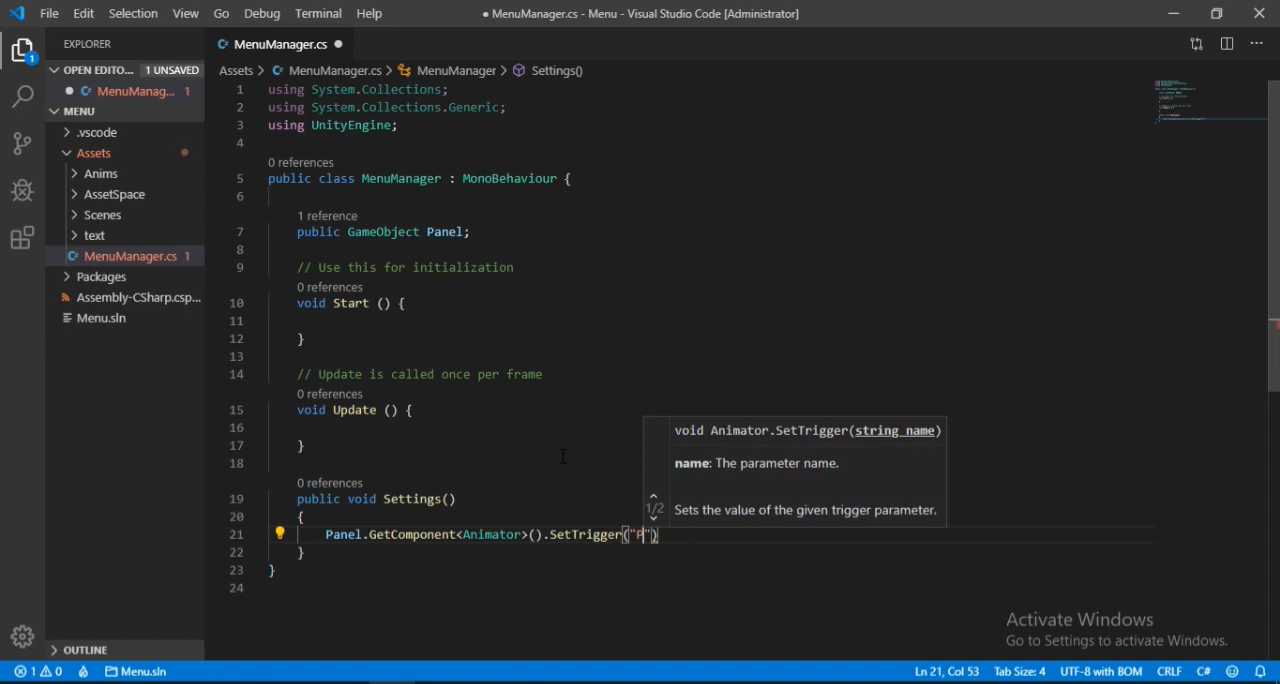 File Edit Selection View Go Debug Terminal Help ● MenuManager.cs - Menu - Visual Studio Code [Administrator]
EXPLORER
MenuManager.cs
OPEN EDITO... 1 UNSAVED
MenuManag... 1
MENU
.vscode
Assets
Anims
AssetSpace
Scenes
text
MenuManager.cs 1
Packages
Assembly-CSharp.csp...
Menu.sln
OUTLINE
1
Assets > MenuManager.cs > MenuManager > Settings()
1 using System.Collections;
2 using System.Collections.Generic;
3 using UnityEngine;
4
0 references
5 public class MenuManager : MonoBehaviour {
6
1 reference
7 public GameObject Panel;
8
9 // Use this for initialization
0 references
10 void Start () {
11
12 }
13
14 // Update is called once per frame
0 references
15 void Update () {
16
17 }
18
0 references
19 public void Settings()
20 {
21 Panel.GetComponent<Animator>().SetTrigger("P")
22 }
23 }
24
void Animator.SetTrigger(string name)
name: The parameter name.
1/2
Sets the value of the given trigger parameter.
Activate Windows
Go to Settings to activate Windows.
1 0 Menu.sln Ln 21, Col 53 Tab Size: 4 UTF-8 with BOM CRLF C#